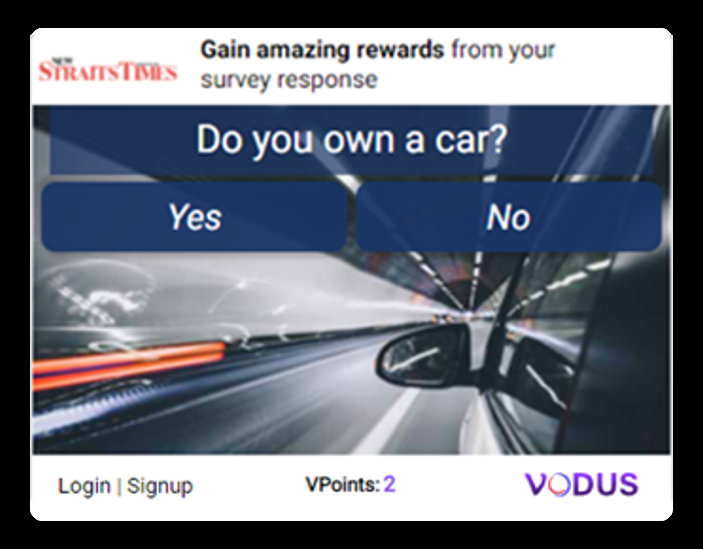 NEW
STRAITS TIMES
Gain amazing rewards from your
survey response
Do you own a car?
Yes
No
Login | Signup
VPoints: 2
VODUS